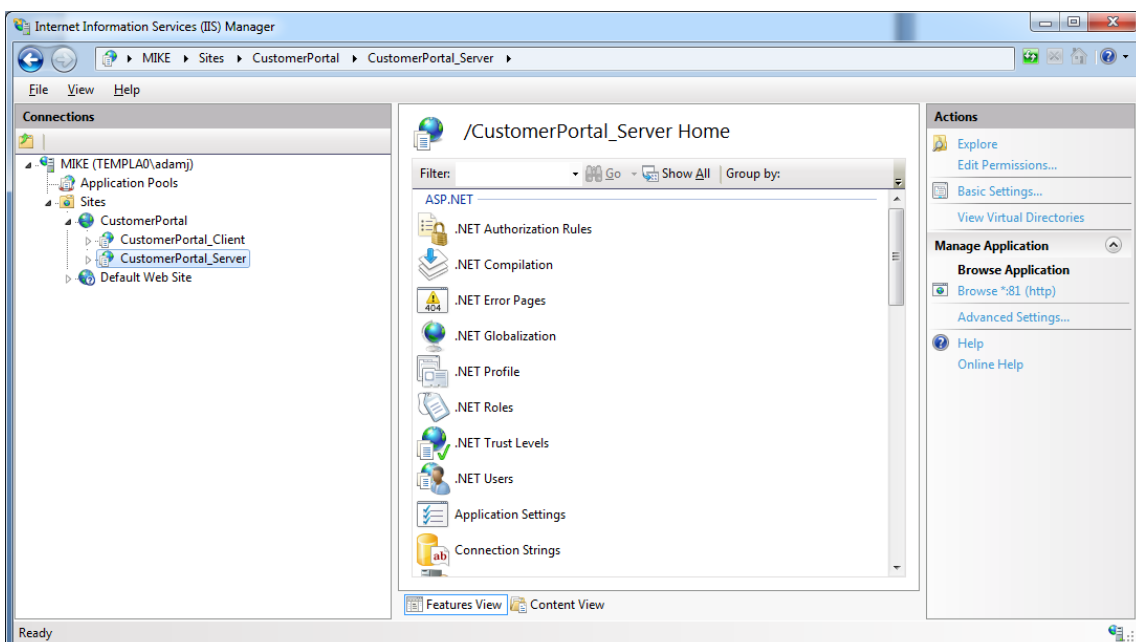 Internet Information Services (IIS) Manager
MIKE Sites CustomerPortal CustomerPortal_Server
File View Help
Connections
MIKE (TEMPLA0\adamj)
Application Pools
Sites
CustomerPortal
CustomerPortal_Client
CustomerPortal_Server
Default Web Site
/CustomerPortal_Server Home
Filter: Go Show All Group by:
ASP.NET
.NET Authorization Rules
.NET Compilation
404
.NET Error Pages
.NET Globalization
.NET Profile
.NET Roles
.NET Trust Levels
.NET Users
Application Settings
ab
Connection Strings
Features View Content View
Actions
Explore
Edit Permissions...
Basic Settings...
View Virtual Directories
Manage Application
Browse Application
Browse *:81 (http)
Advanced Settings...
Help
Online Help
Ready